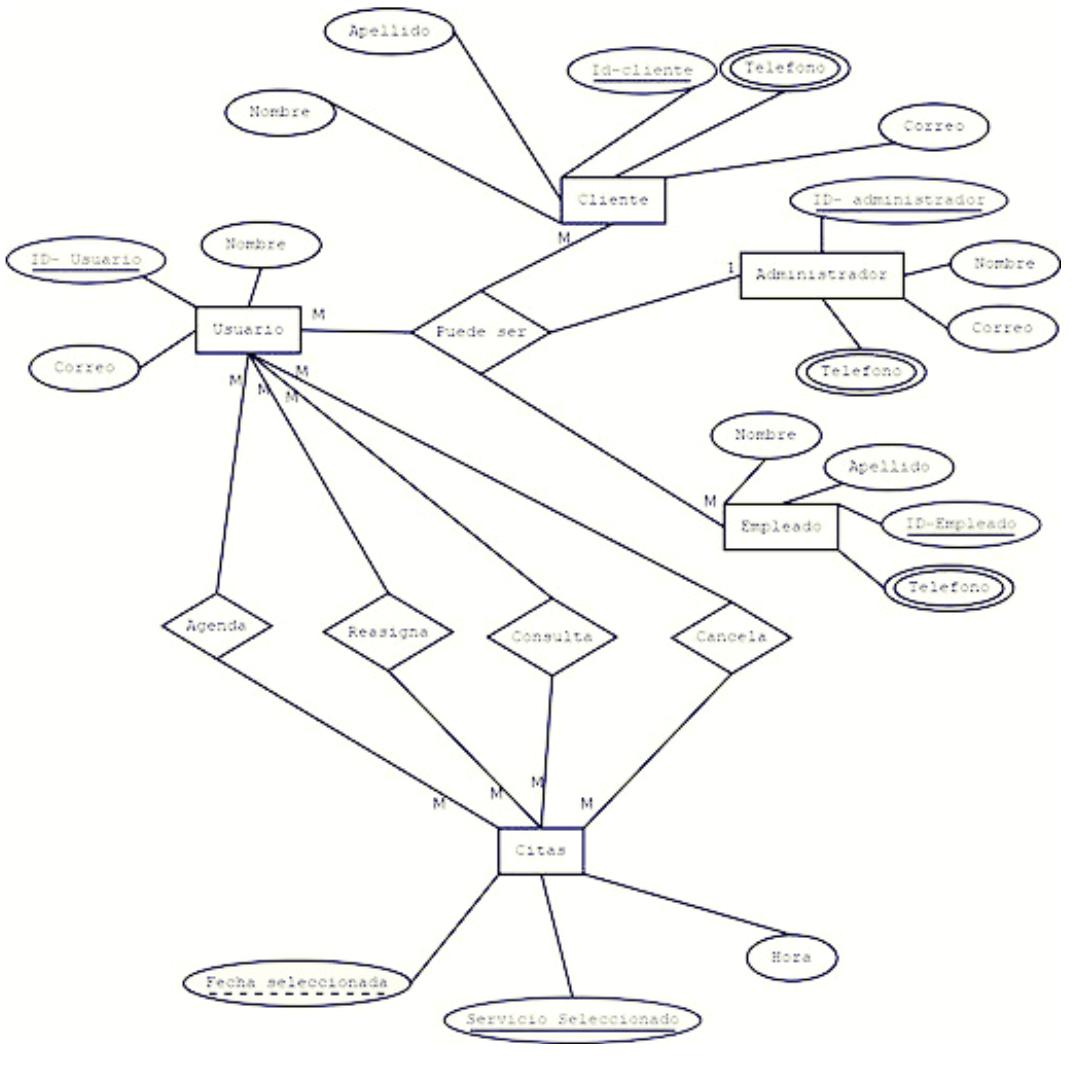 Apellido
Id-cliente
Telefono
Nombre
Correo
Cliente
ID- administrador
M
Nombre
ID- Usuario
1
Administrador
Nombre
M
Usuario
Puede ser
Correo
Correo
Telefono
M
M
M
M
Nombre
Apellido
M
Empleado
ID-Empleado
Telefono
Agenda
Reasigna
Consulta
Cancela
M
M
M
M
Citas
Hora
Fecha seleccionada
Servicio Seleccionado